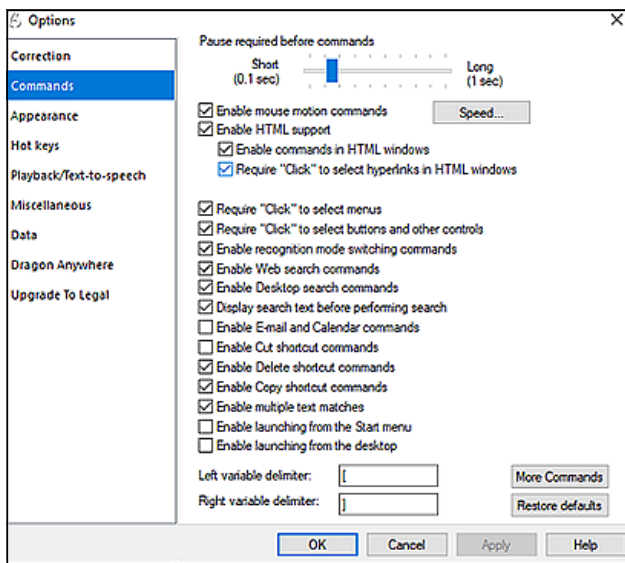 Options
Correction
Commands
Appearance
Hot keys
Playback/Text-to-speech
Miscellaneous
Data
Dragon Anywhere
Upgrade To Legal
Pause required before commands
Short
(0.1 sec)
Long
(1 sec)
Enable mouse motion commands
Speed...
Enable HTML support
Enable commands in HTML windows
Require "Click" to select hyperlinks in HTML windows
Require "Click" to select menus
Require "Click" to select buttons and other controls
Enable recognition mode switching commands
Enable Web search commands
Enable Desktop search commands
Display search text before performing search
Enable E-mail and Calendar commands
Enable Cut shortcut commands
Enable Delete shortcut commands
Enable Copy shortcut commands
Enable multiple text matches
Enable launching from the Start menu
Enable launching from the desktop
Left variable delimiter: [
More Commands
Right variable delimiter: ]
Restore defaults
OK Cancel Apply Help